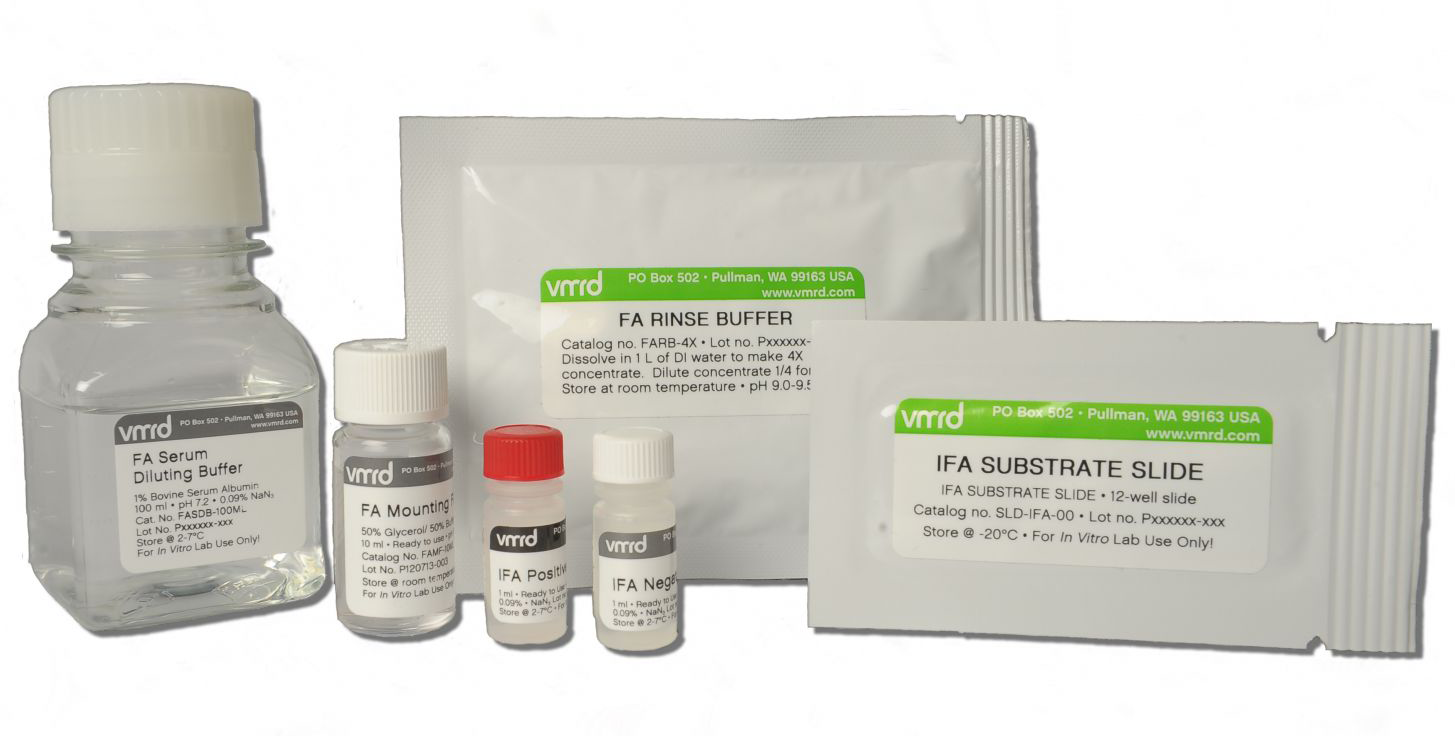 vmrd PO Box 502 · Pullman, WA 99163 USA
www.vmrd.com
FA Serum
Diluting Buffer
1% Bovine Serum Albumin
100 ml • pH 7.2 • 0.09% NaN₃
Cat. No. FASDB-100ML
Lot No. Pxxxxxx-xxx
Store @ 2-7°C
For In Vitro Lab Use Only!
vmrd PO Box 502 ·
FA Mounting
50% Glycerol/ 50%
10 ml • Ready to use •
Catalog No.
Lot No. P120713-003
Store @ room
For In Vitro Lab Use
vmrd
IFA
1 ml • Ready to
0.09% • NaN₃
Store @ 2-7°C •
vmrd
IFA
1 ml • Ready to
0.09% • NaN₃
Store @ 2-7°C •
vmrd PO Box 502 · Pullman, WA 99163 USA
www.vmrd.com
FA RINSE BUFFER
Catalog no. FARB-4X • Lot no. Pxxxxxx-
Dissolve in 1 L of DI water to make 4X
concentrate. Dilute concentrate 1/4
Store at room temperature • pH 9.0-9.5
vmrd PO Box 502 · Pullman, WA 99163 USA
www.vmrd.com
IFA SUBSTRATE SLIDE
IFA SUBSTRATE SLIDE • 12-well slide
Catalog no. SLD-IFA-00 • Lot no. Pxxxxxx-xxx
Store @ -20°C • For In Vitro Lab Use Only!